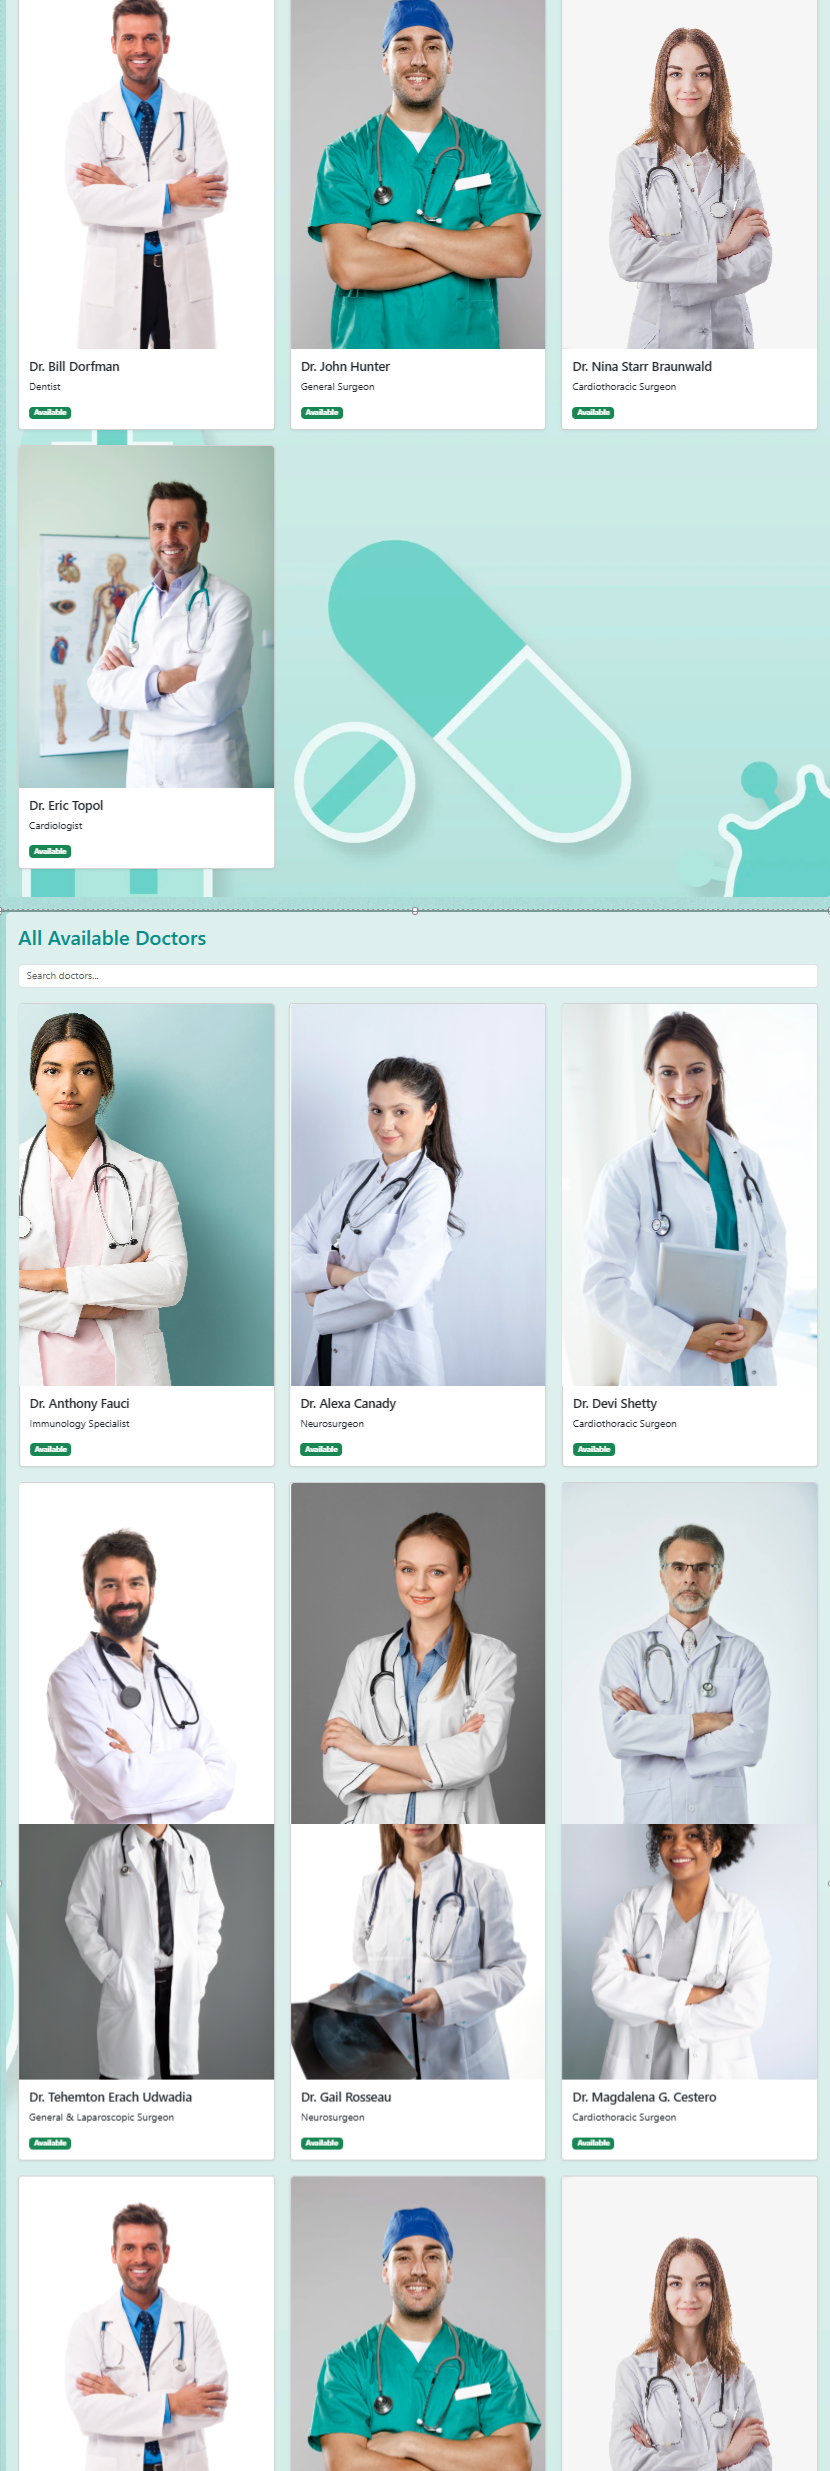 Dr. Bill Dorfman
Dentist
Available
Dr. John Hunter
General Surgeon
Available
Dr. Nina Starr Braunwald
Cardiothoracic Surgeon
Available
Dr. Eric Topol
Cardiologist
Available
All Available Doctors
Search doctors...
Dr. Anthony Fauci
Immunology Specialist
Available
Dr. Alexa Canady
Neurosurgeon
Available
Dr. Devi Shetty
Cardiothoracic Surgeon
Available
Dr. Tehemton Erach Udwadia
General & Laparoscopic Surgeon
Available
Dr. Gail Rosseau
Neurosurgeon
Available
Dr. Magdalena G. Cestero
Cardiothoracic Surgeon
Available